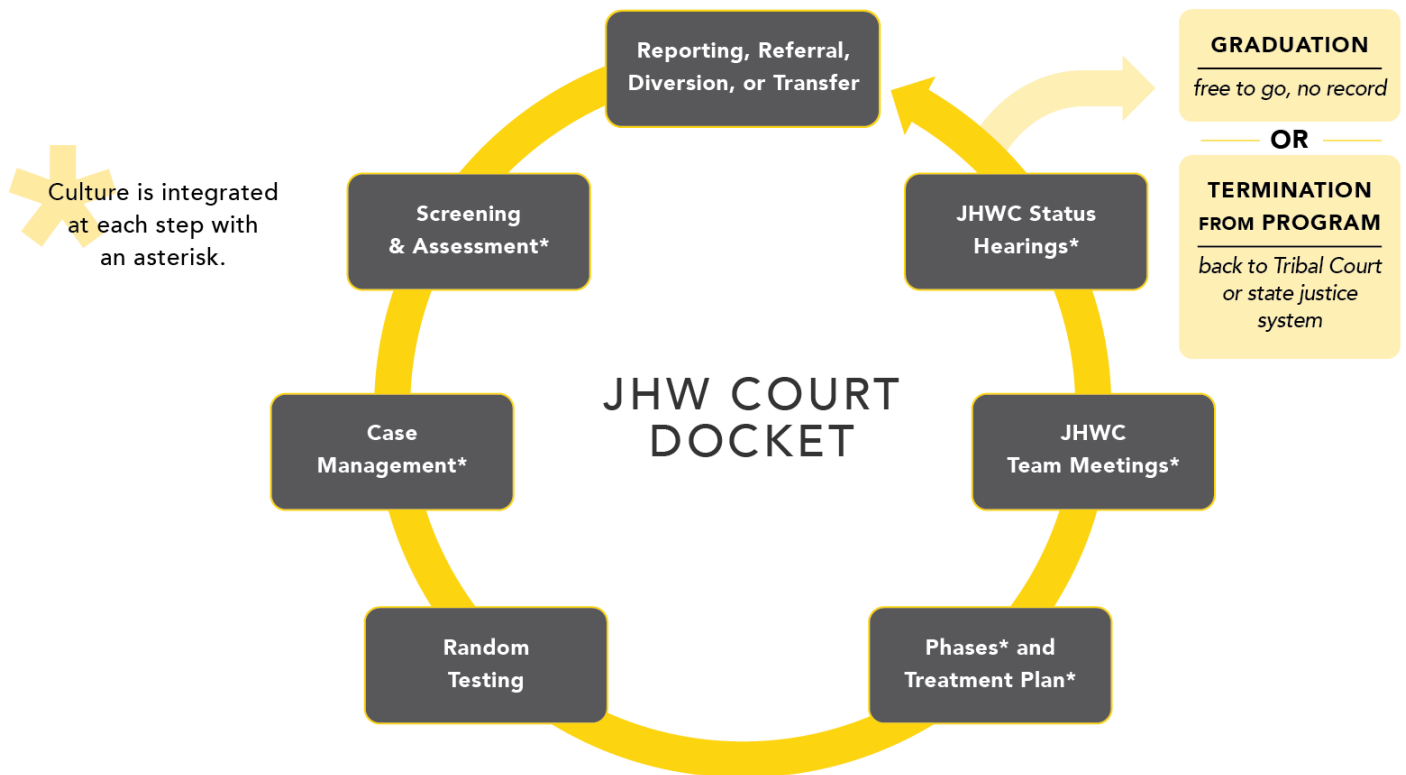 Reporting, Referral,
Diversion, or Transfer
GRADUATION
free to go, no record
OR
TERMINATION
FROM PROGRAM
back to Tribal Court
or state justice
system
Culture is integrated
at each step with
an asterisk.
Screening
& Assessment*
JHWC Status
Hearings*
JHW COURT
DOCKET
Case
Management*
JHWC
Team Meetings*
Random
Testing
Phases* and
Treatment Plan*